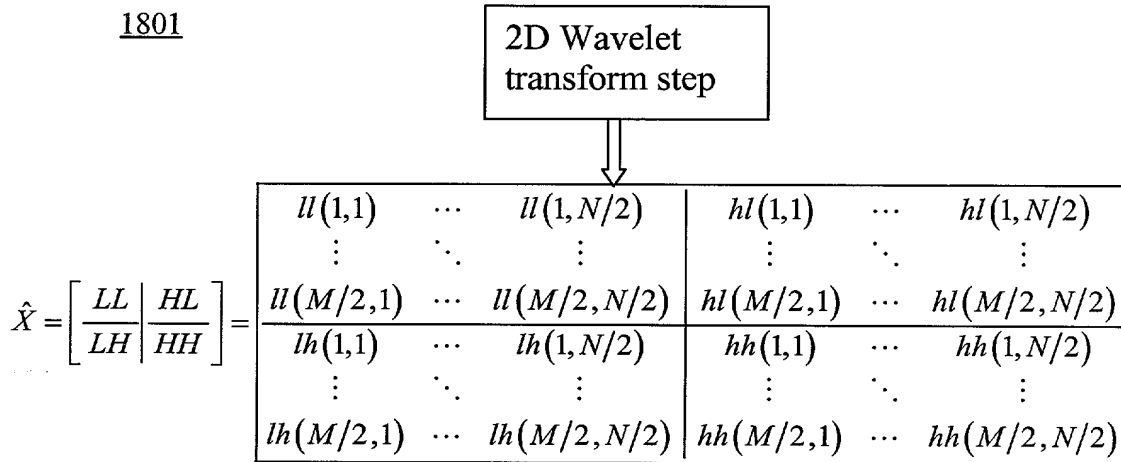 1801
2D Wavelet
transform step
X̂ = [ LL | HL / LH | HH ] =
ll(1,1) ⋯ ll(1,N/2) hl(1,1) ⋯ hl(1,N/2)
⋮ ⋱ ⋮ ⋮ ⋱ ⋮
ll(M/2,1) ⋯ ll(M/2,N/2) hl(M/2,1) ⋯ hl(M/2,N/2)
lh(1,1) ⋯ lh(1,N/2) hh(1,1) ⋯ hh(1,N/2)
⋮ ⋱ ⋮ ⋮ ⋱ ⋮
lh(M/2,1) ⋯ lh(M/2,N/2) hh(M/2,1) ⋯ hh(M/2,N/2)